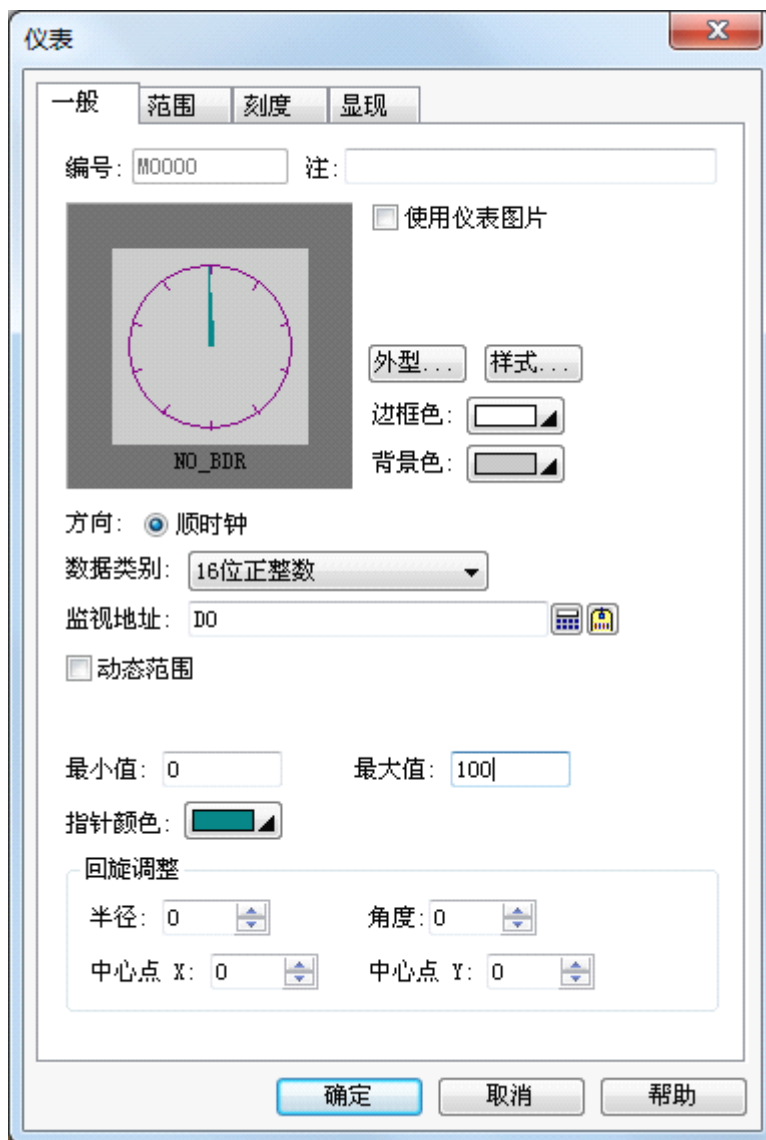 仪表
一般 范围 刻度 显现
编号: M0000 注:
使用仪表图片
外型... 样式...
边框色:
NO_BDR 背景色:
方向: 顺时钟
数据类别: 16位正整数
监视地址: D0
动态范围
最小值: 0 最大值: 100
指针颜色:
回旋调整
半径: 0 角度: 0
中心点 X: 0 中心点 Y: 0
确定 取消 帮助